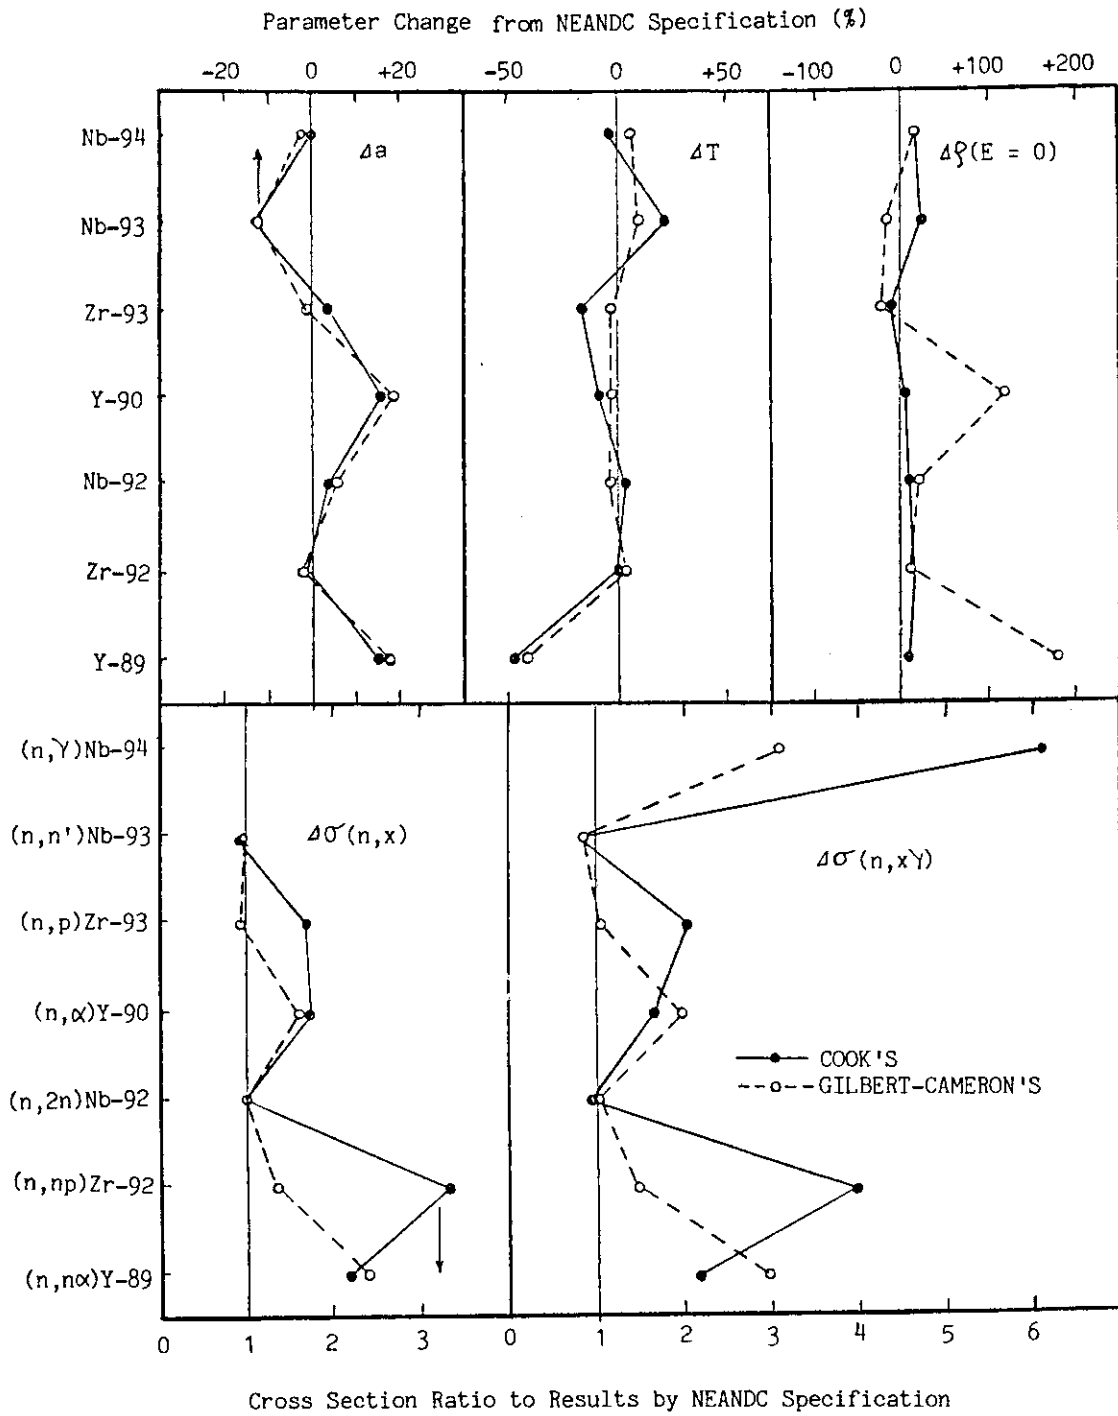 Parameter Change from NEANDC Specification (%)
-20 0 +20 -50 0 +50 -100 0 +100 +200
Nb-94
Δa ΔT Δρ(E = 0)
Nb-93
Zr-93
Y-90
Nb-92
Zr-92
Y-89
(n,γ)Nb-94
(n,n')Nb-93
Δσ(n,x) Δσ(n,xγ)
(n,p)Zr-93
(n,α)Y-90
COOK'S
GILBERT-CAMERON'S
(n,2n)Nb-92
(n,np)Zr-92
(n,nα)Y-89
0 1 2 3 0 1 2 3 4 5 6
Cross Section Ratio to Results by NEANDC Specification